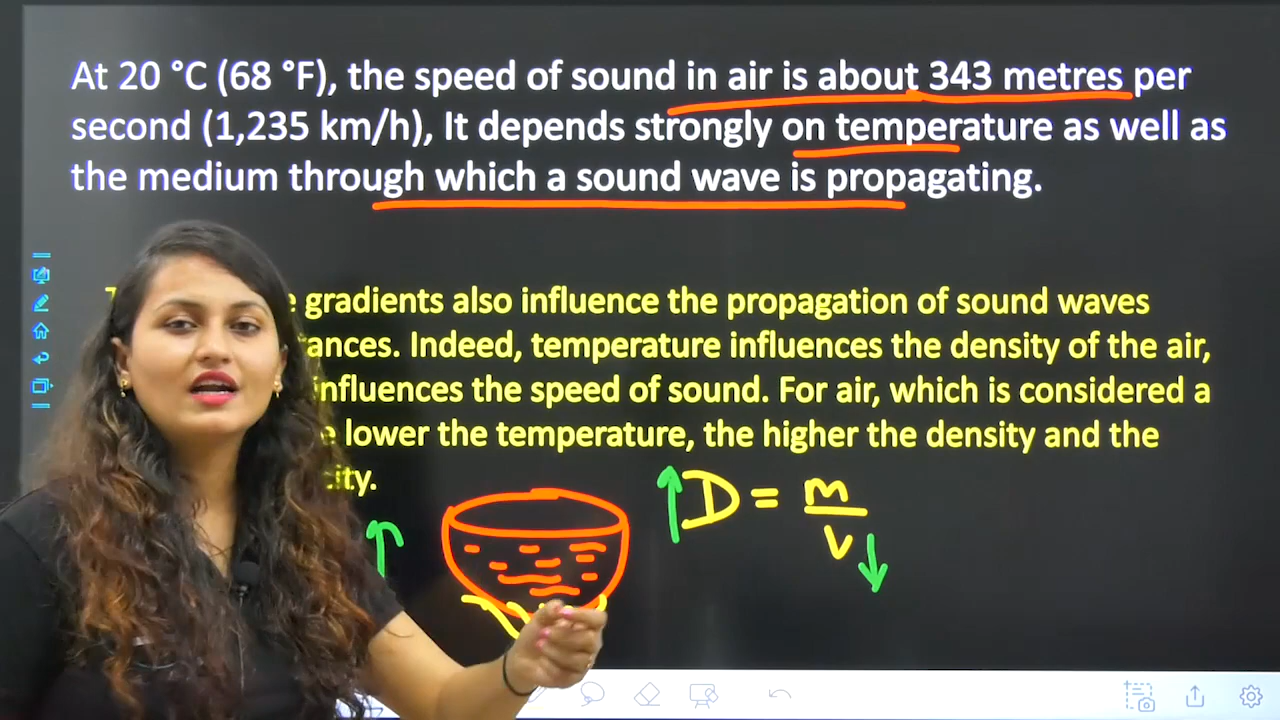 At 20 °C (68 °F), the speed of sound in air is about 343 metres per
second (1,235 km/h), It depends strongly on temperature as well as
the medium through which a sound wave is propagating.
gradients also influence the propagation of sound waves
Indeed, temperature influences the density of the air,
influences the speed of sound. For air, which is considered a
lower the temperature, the higher the density and the
D = m
v